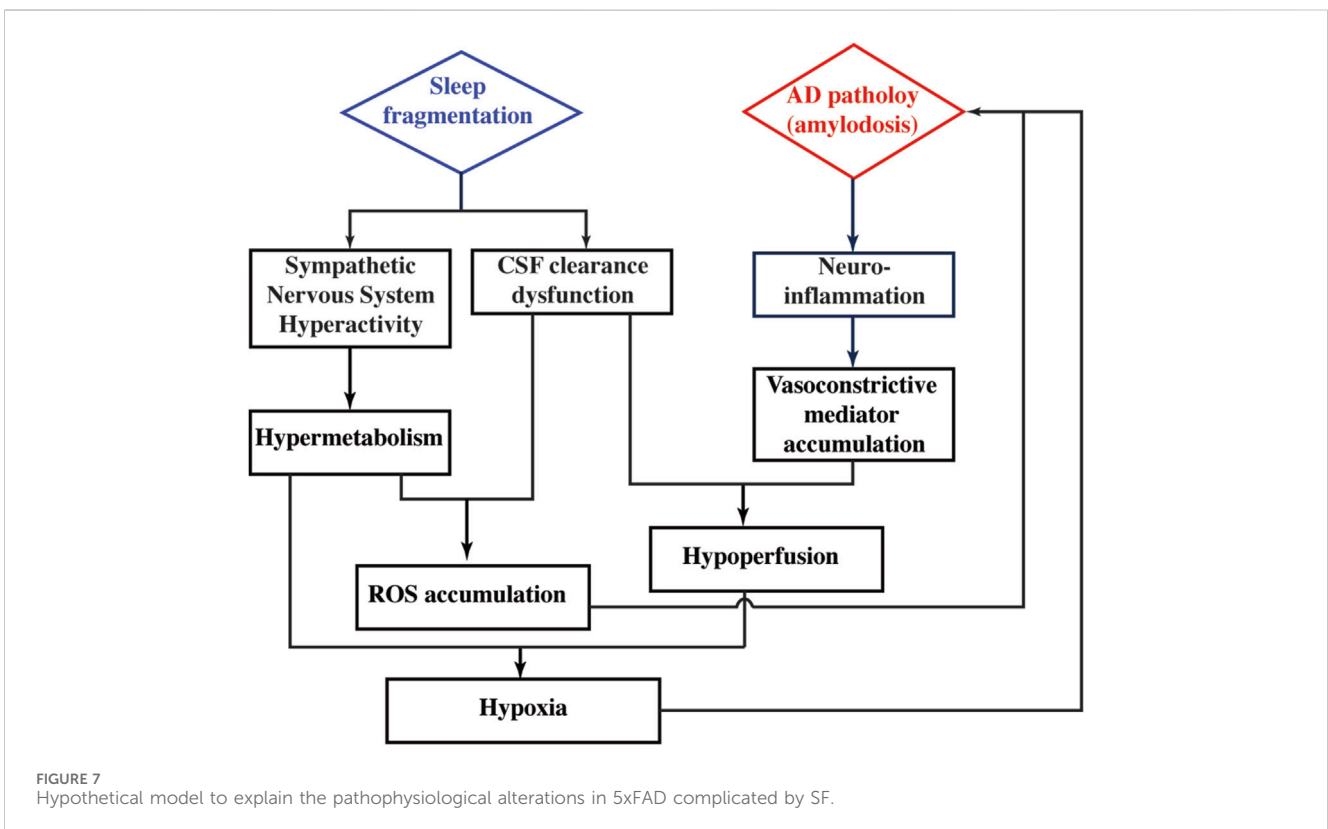 Sleep
fragmentation
AD patholoy
(amylodosis)
Sympathetic
Nervous System
Hyperactivity
CSF clearance
dysfunction
Neuro-
inflammation
Vasoconstrictive
mediator
accumulation
Hypermetabolism
Hypoperfusion
ROS accumulation
Hypoxia
FIGURE 7
Hypothetical model to explain the pathophysiological alterations in 5xFAD complicated by SF.